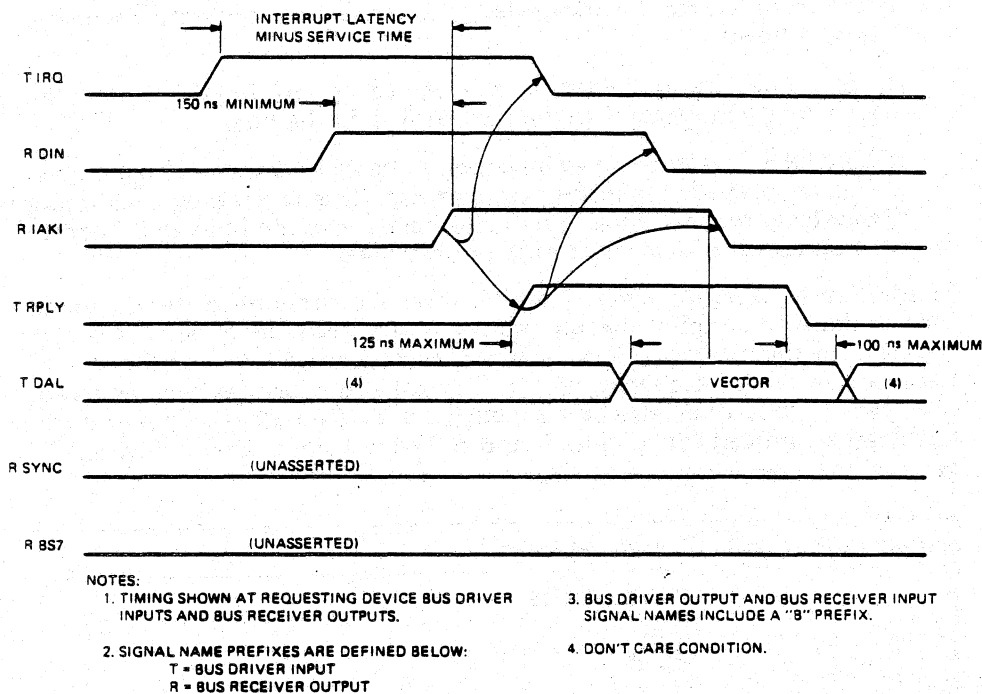 INTERRUPT LATENCY
MINUS SERVICE TIME
T IRQ
150 ns MINIMUM
R DIN
R IAKI
T RPLY
125 ns MAXIMUM
100 ns MAXIMUM
T DAL
(4)
VECTOR
(4)
R SYNC
(UNASSERTED)
R BS7
(UNASSERTED)
NOTES:
1. TIMING SHOWN AT REQUESTING DEVICE BUS DRIVER
INPUTS AND BUS RECEIVER OUTPUTS.
2. SIGNAL NAME PREFIXES ARE DEFINED BELOW:
T = BUS DRIVER INPUT
R = BUS RECEIVER OUTPUT
3. BUS DRIVER OUTPUT AND BUS RECEIVER INPUT
SIGNAL NAMES INCLUDE A "B" PREFIX.
4. DON'T CARE CONDITION.